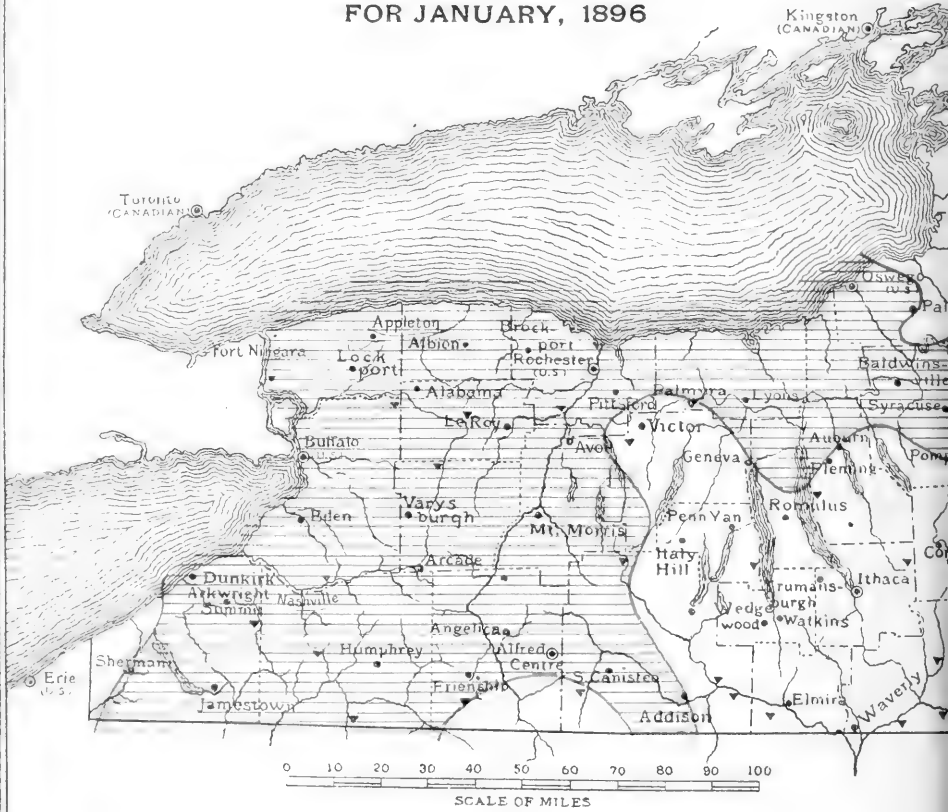 FOR JANUARY, 1896
Kingston
(CANADIAN)
Toronto
(CANADIAN)
Oswego
(U.S.)
Appleton
Brock-
port
Albion
Fort Niagara
Lock
port
Rochester
(U.S.)
Baldwins-
ville
Alabama
Pittsford
Palmyra
Lyons
Syracuse
Le Roy
Victor
Buffalo
Avon
Geneva
Auburn
Fleming
Varys
burgh
Romulus
Eden
Penn Yan
Mt. Morris
Italy
Hill
Arcade
Dunkirk
Arkwright
Summit
Nashville
Ithaca
Trumans-
burgh
Wedge
wood
Watkins
Angelica
Humphrey
Alfred
Centre
Sherman
Erie
(U.S.)
Frienship
S. Canisteo
Jamestown
Addison
Elmira
Waverly
0 10 20 30 40 50 60 70 80 90 100
SCALE OF MILES